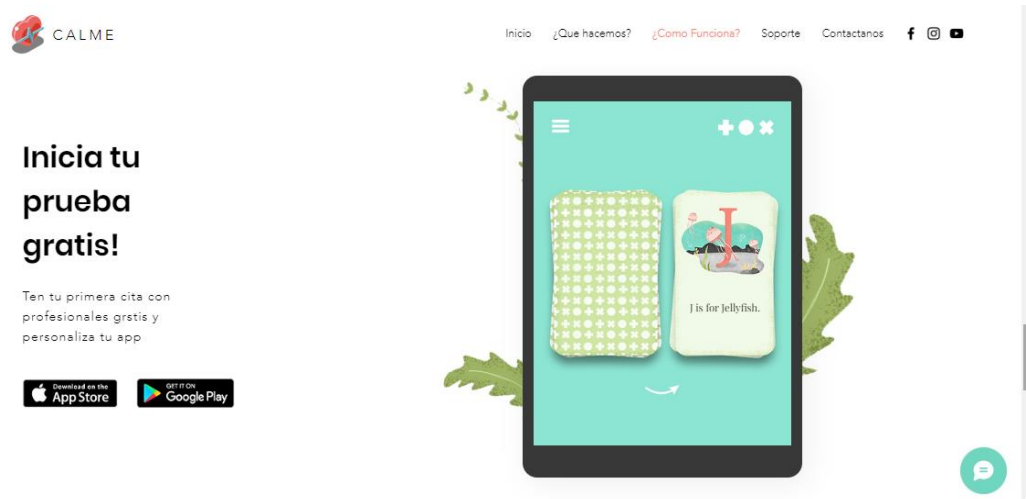 CALME
Inicio ¿Que hacemos? ¿Como Funciona? Soporte Contactanos
Inicia tu
prueba
gratis!
Ten tu primera cita con
profesionales grstis y
personaliza tu app
Download on the
App Store
GET IT ON
Google Play
J
J is for Jellyfish.